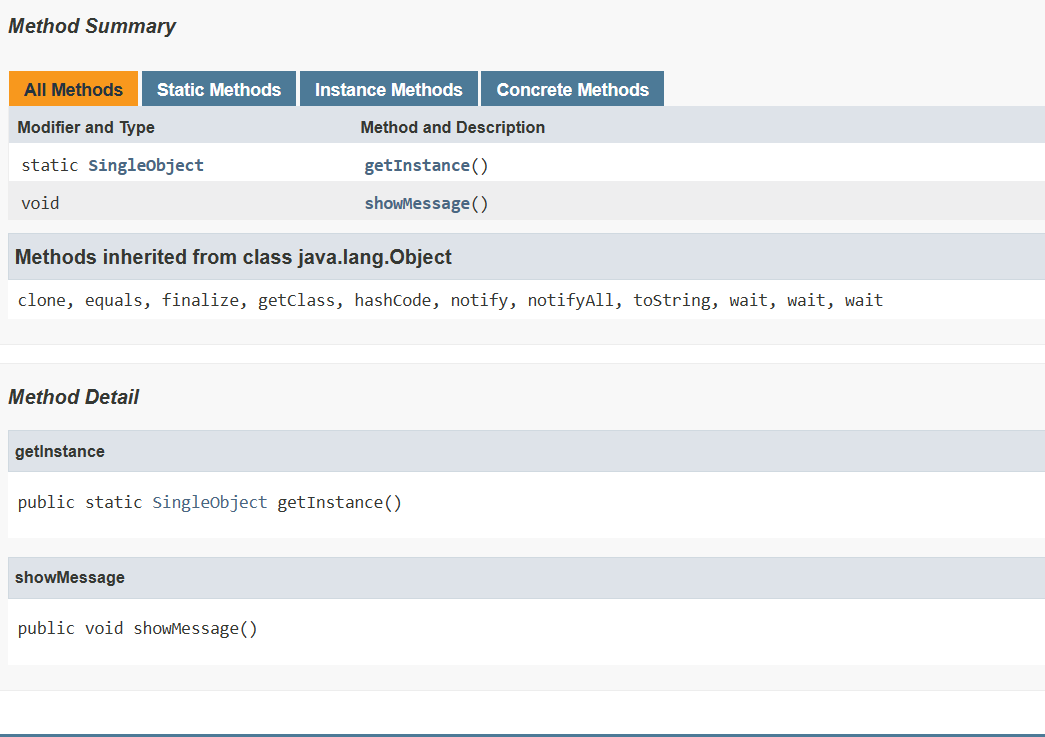 Method Summary
All Methods Static Methods Instance Methods Concrete Methods
Modifier and Type Method and Description
static SingleObject getInstance()
void showMessage()
Methods inherited from class java.lang.Object
clone, equals, finalize, getClass, hashCode, notify, notifyAll, toString, wait, wait, wait
Method Detail
getInstance
public static SingleObject getInstance()
showMessage
public void showMessage()